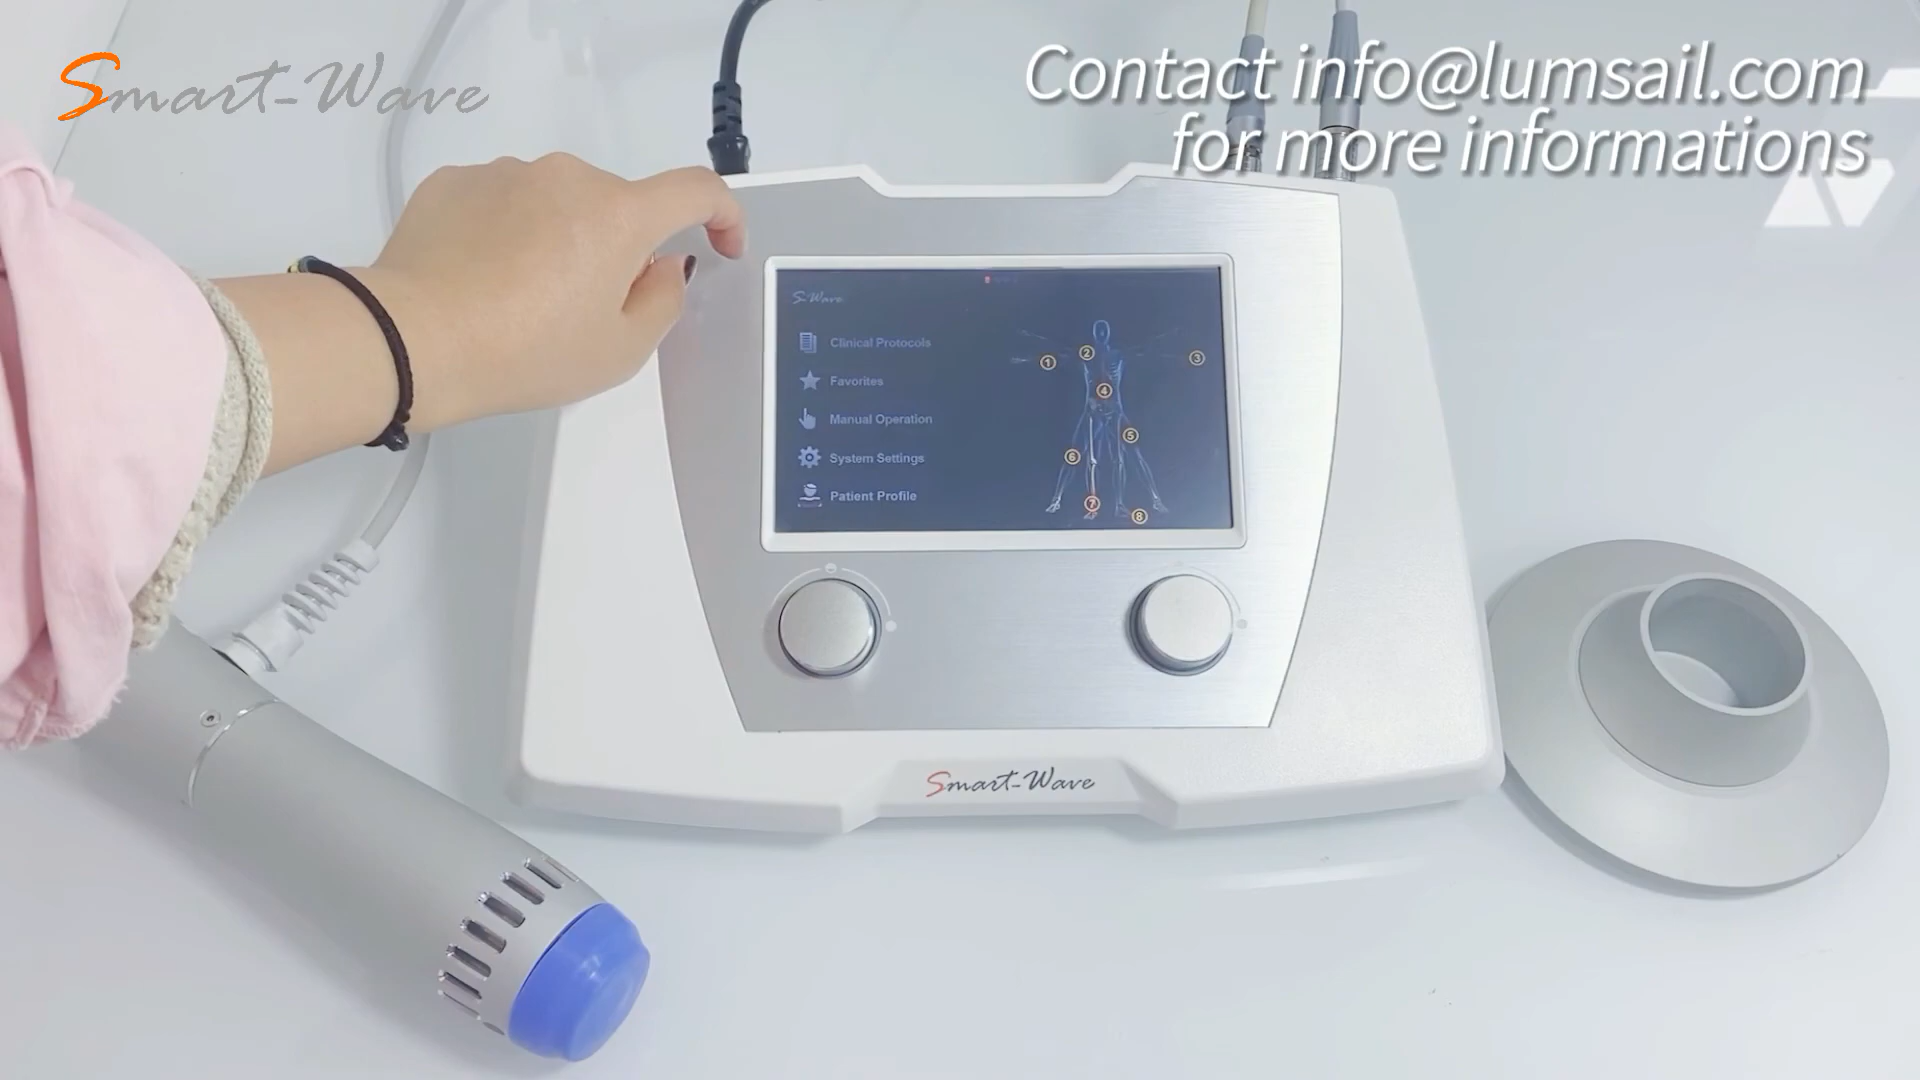 Smart-Wave
Contact info@lumsail.com
for more informations
S-Wave
Clinical Protocols
Favorites
Manual Operation
System Settings
Patient Profile
1
2
3
4
5
6
7
8
Smart-Wave